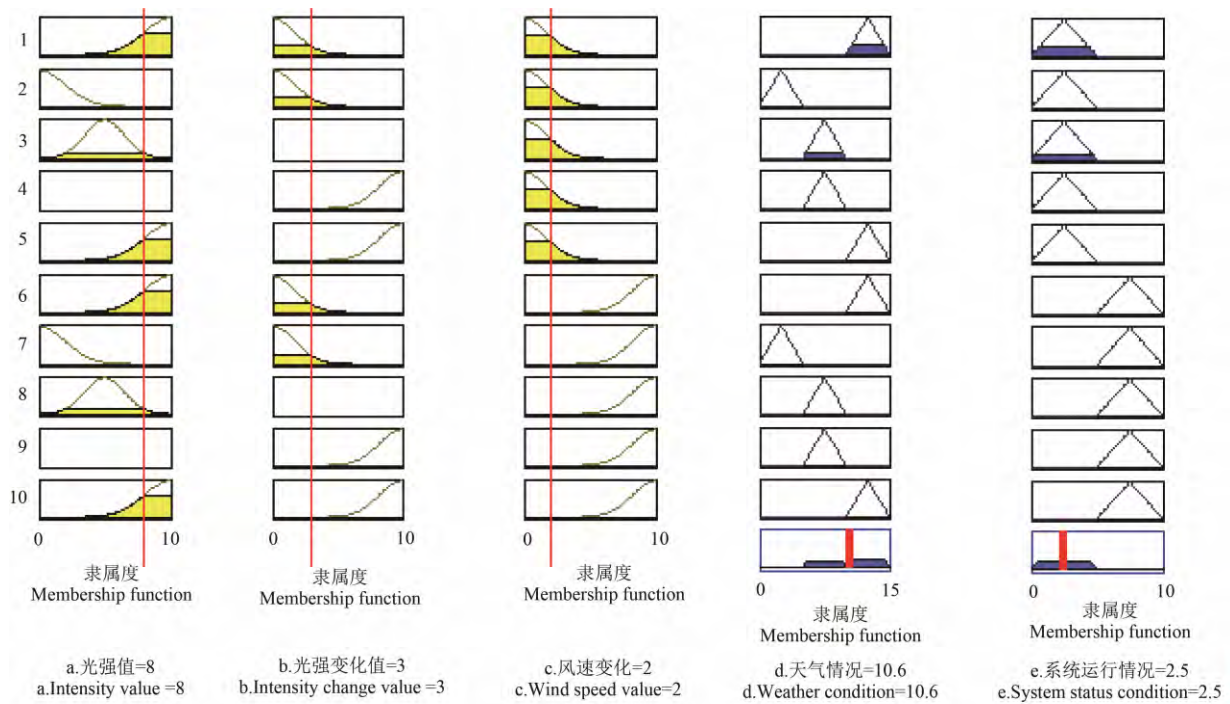 1
2
3
4
5
6
7
8
9
10
0 10
隶属度
Membership function
a.光强值=8
a.Intensity value =8
0 10
隶属度
Membership function
b.光强变化值=3
b.Intensity change value =3
0 10
隶属度
Membership function
c.风速变化=2
c.Wind speed value=2
0 15
隶属度
Membership function
d.天气情况=10.6
d.Weather condition=10.6
0 10
隶属度
Membership function
e.系统运行情况=2.5
e.System status condition=2.5